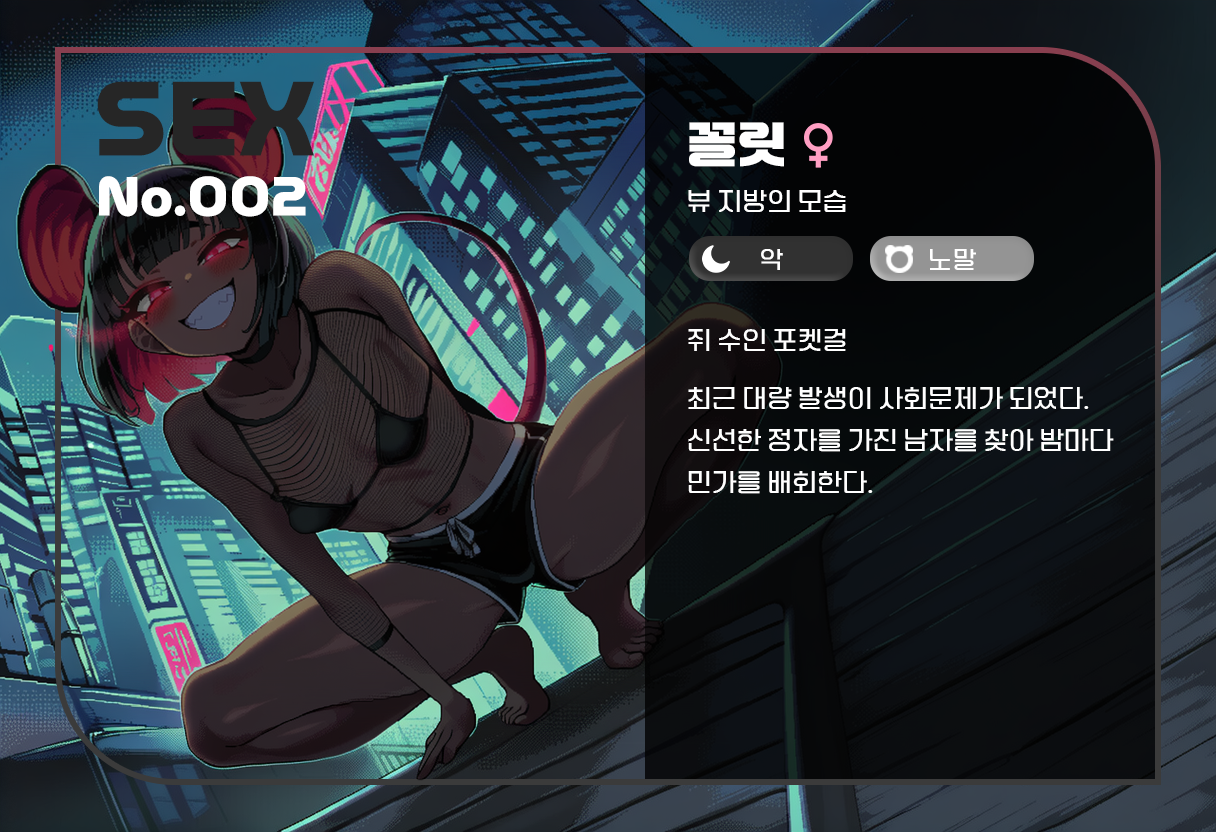 SEX
No.002
꼴릿 ♀
뷰 지방의 모습
악 노말
쥐 수인 포켓걸
최근 대량 발생이 사회문제가 되었다.
신선한 정자를 가진 남자를 찾아 밤마다
민가를 배회한다.